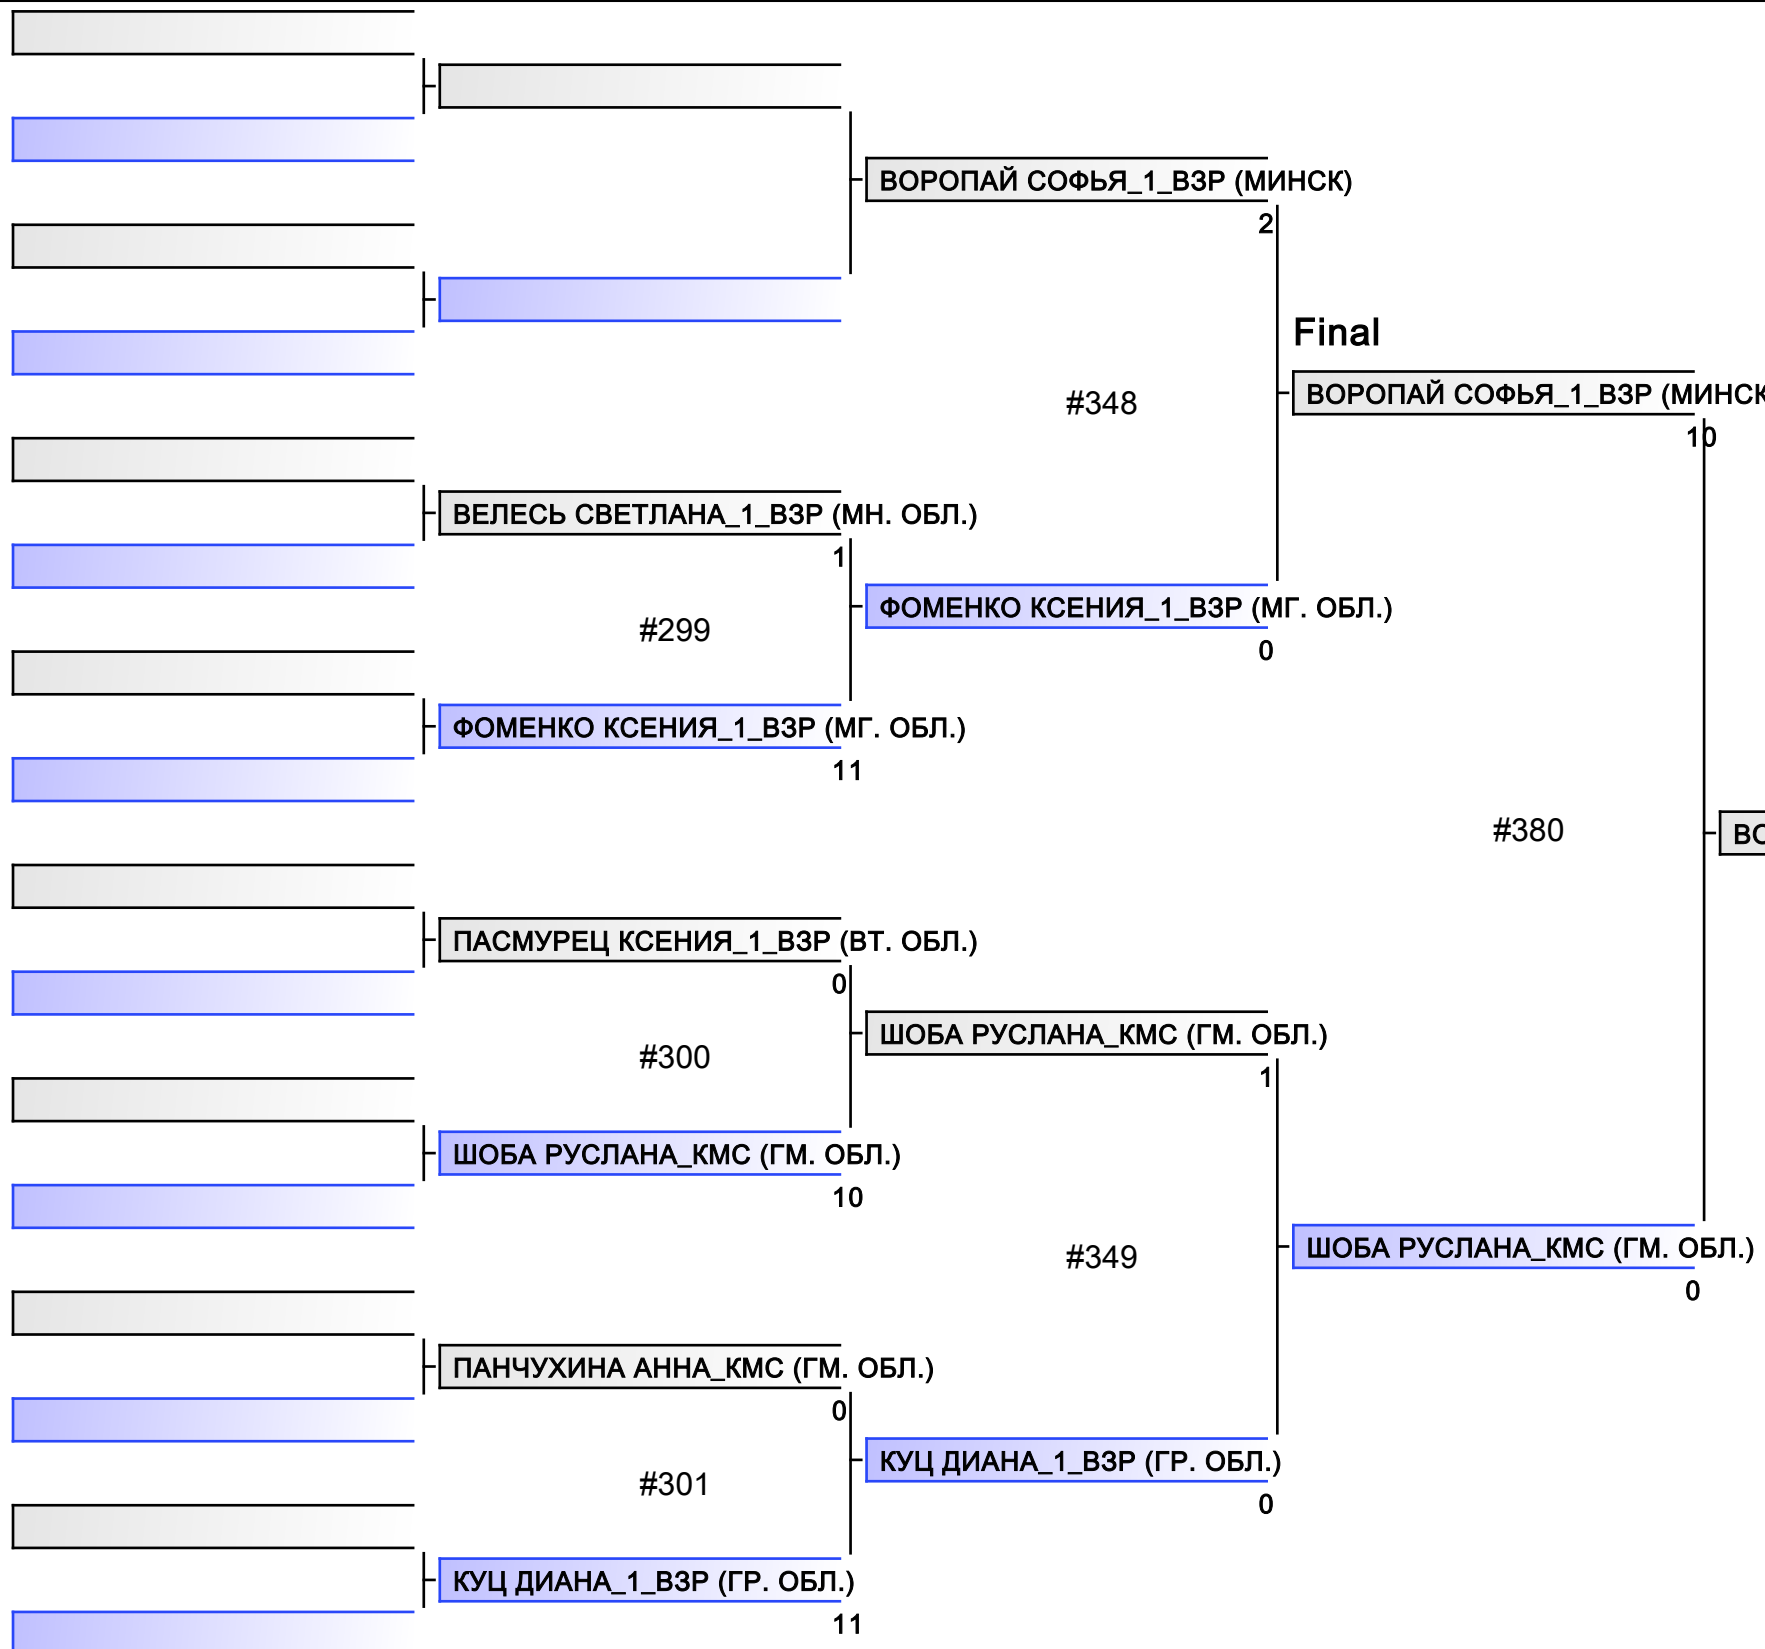 ВОРОПАЙ СОФЬЯ_1_ВЗР (МИНСК)
2
Final
#348
ВОРОПАЙ СОФЬЯ_1_ВЗР (МИНСК
10
ВЕЛЕСЬ СВЕТЛАНА_1_ВЗР (МН. ОБЛ.)
1
ФОМЕНКО КСЕНИЯ_1_ВЗР (МГ. ОБЛ.)
#299
0
ФОМЕНКО КСЕНИЯ_1_ВЗР (МГ. ОБЛ.)
11
#380
ВО
ПАСМУРЕЦ КСЕНИЯ_1_ВЗР (ВТ. ОБЛ.)
0
ШОБА РУСЛАНА_КМС (ГМ. ОБЛ.)
#300
1
ШОБА РУСЛАНА_КМС (ГМ. ОБЛ.)
10
#349
ШОБА РУСЛАНА_КМС (ГМ. ОБЛ.)
0
ПАНЧУХИНА АННА_КМС (ГМ. ОБЛ.)
0
КУЦ ДИАНА_1_ВЗР (ГР. ОБЛ.)
#301
0
КУЦ ДИАНА_1_ВЗР (ГР. ОБЛ.)
11